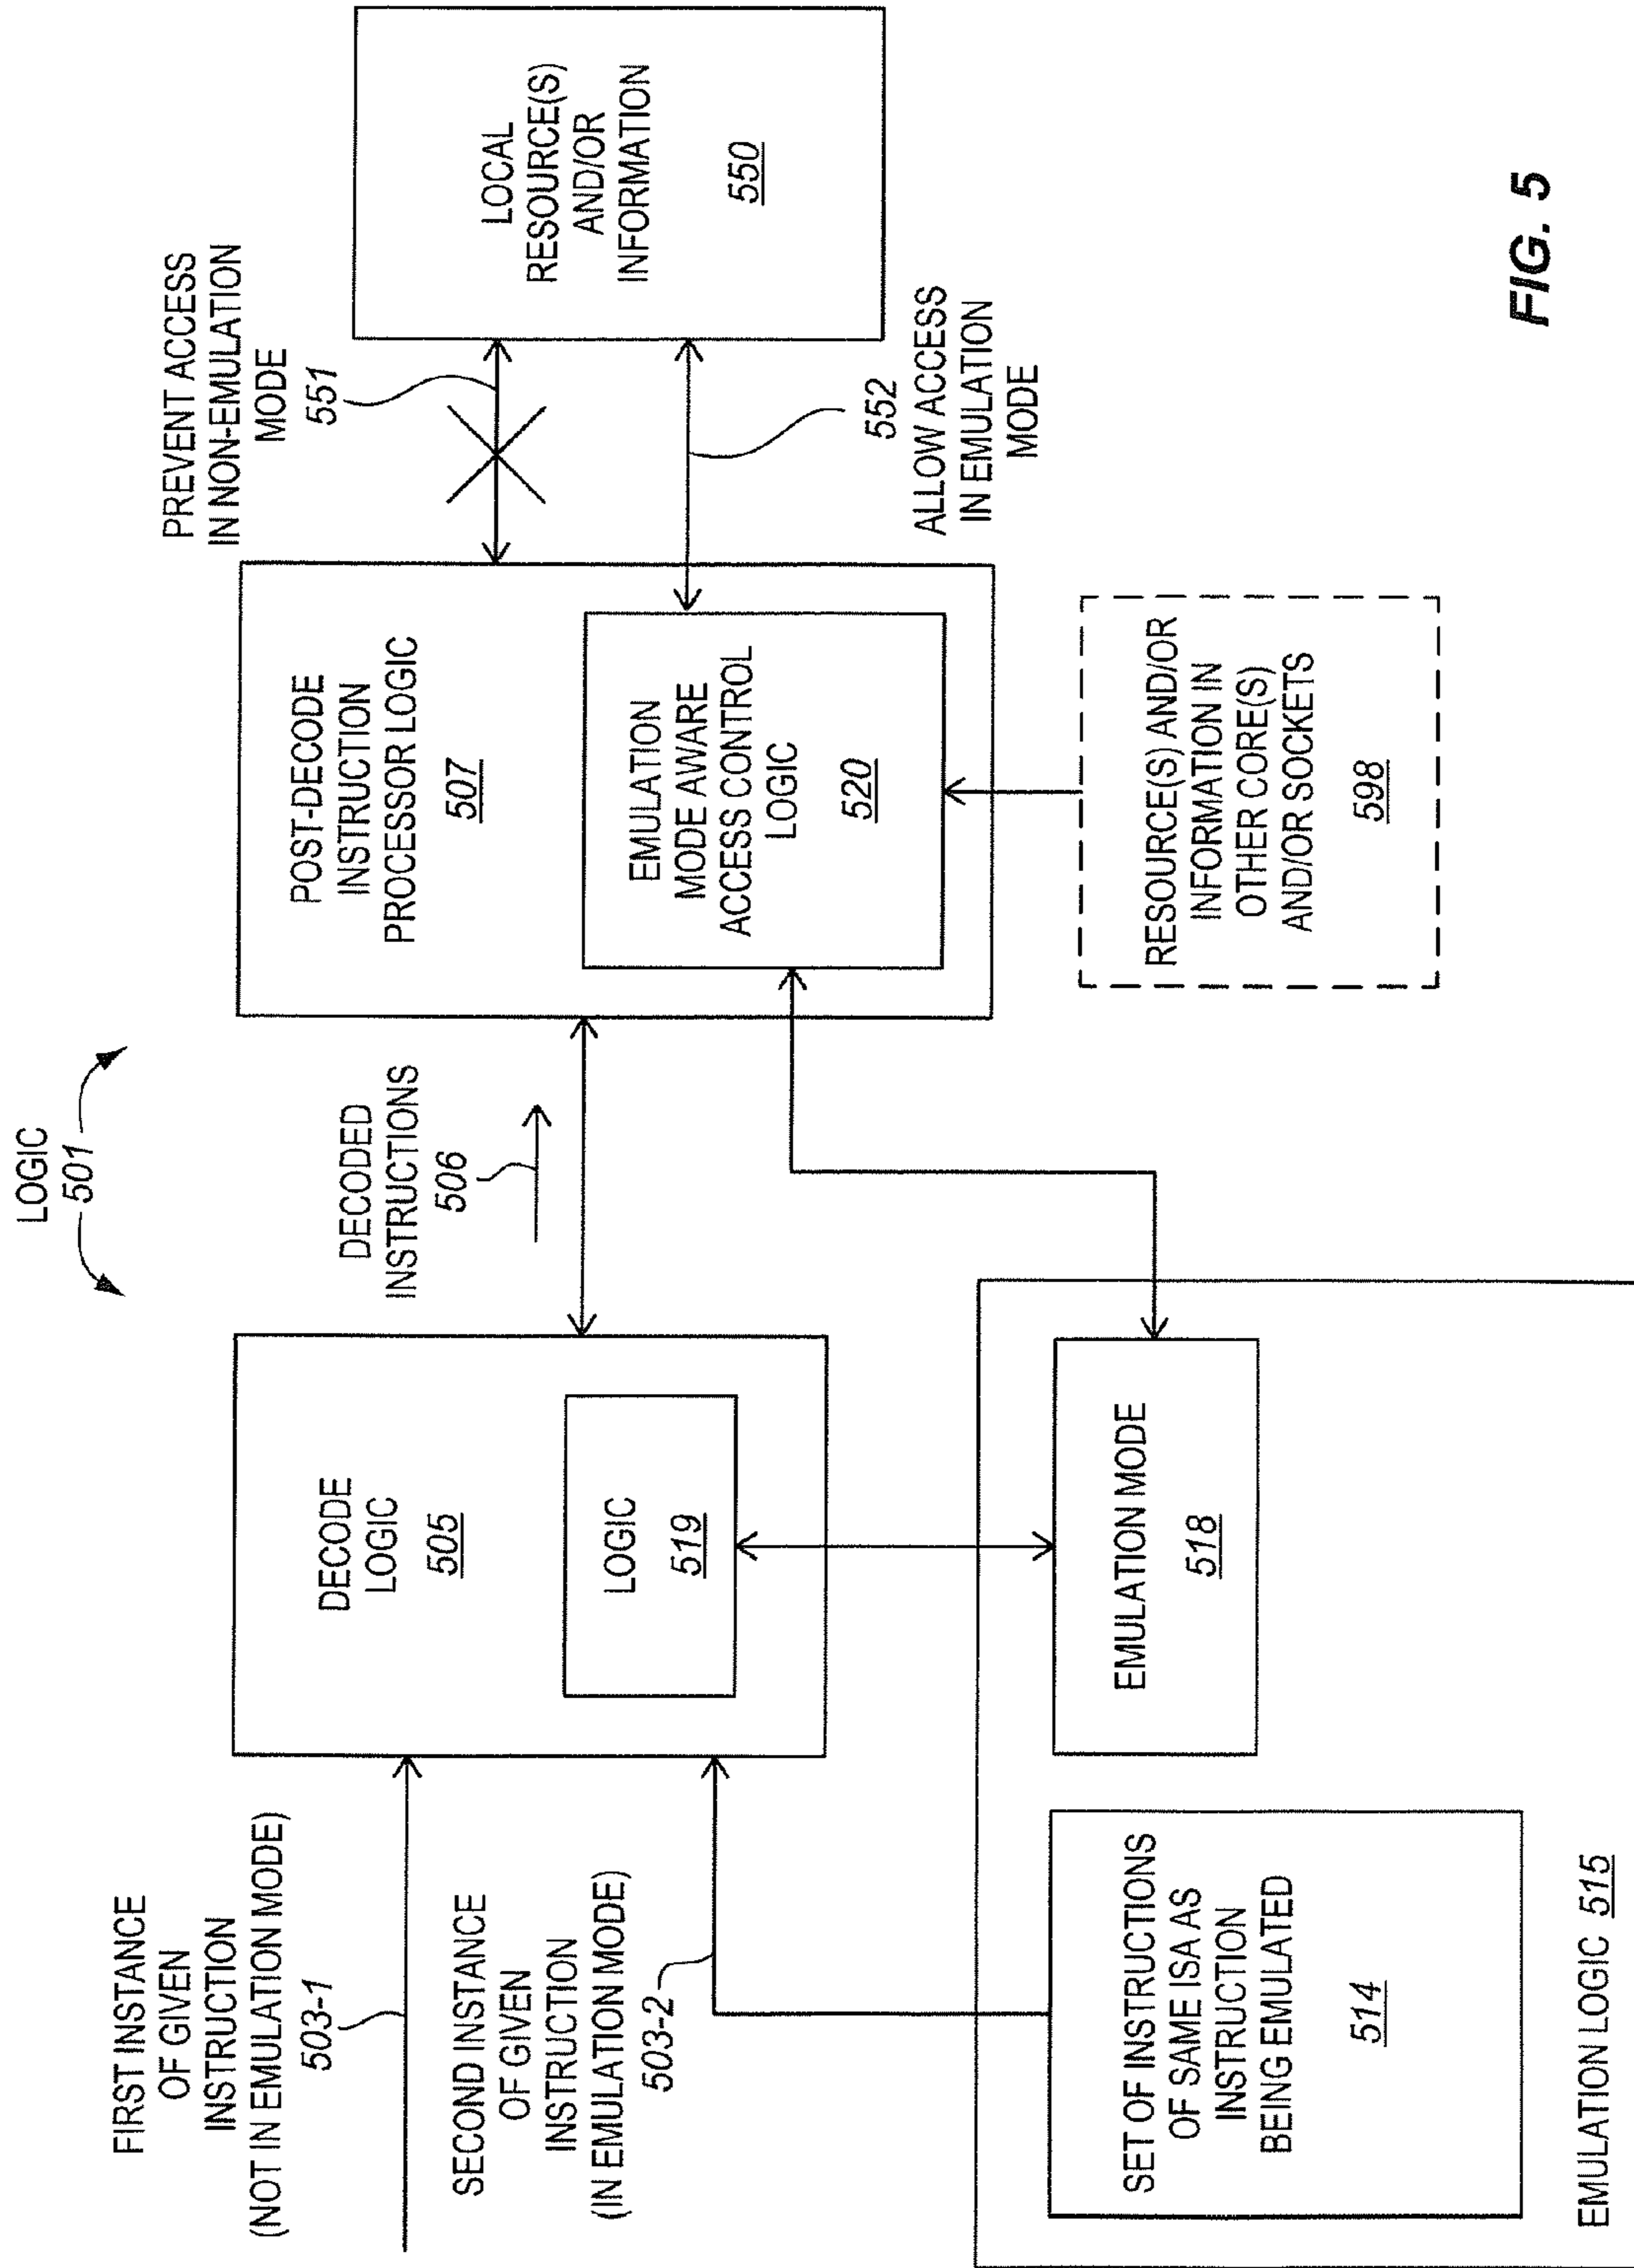 LOGIC
501
FIRST INSTANCE
OF GIVEN
INSTRUCTION
(NOT IN EMULATION MODE)
503-1
SECOND INSTANCE
OF GIVEN
INSTRUCTION
(IN EMULATION MODE)
503-2
DECODE
LOGIC
505
LOGIC
519
DECODED
INSTRUCTIONS
506
POST-DECODE
INSTRUCTION
PROCESSOR LOGIC
507
EMULATION
MODE AWARE
ACCESS CONTROL
LOGIC
520
PREVENT ACCESS
IN NON-EMULATION
MODE
551
552
ALLOW ACCESS
IN EMULATION
MODE
LOCAL
RESOURCE(S)
AND/OR
INFORMATION
550
SET OF INSTRUCTIONS
OF SAME ISA AS
INSTRUCTION
BEING EMULATED
514
EMULATION MODE
518
EMULATION LOGIC 515
RESOURCE(S) AND/OR
INFORMATION IN
OTHER CORE(S)
AND/OR SOCKETS
598
FIG. 5